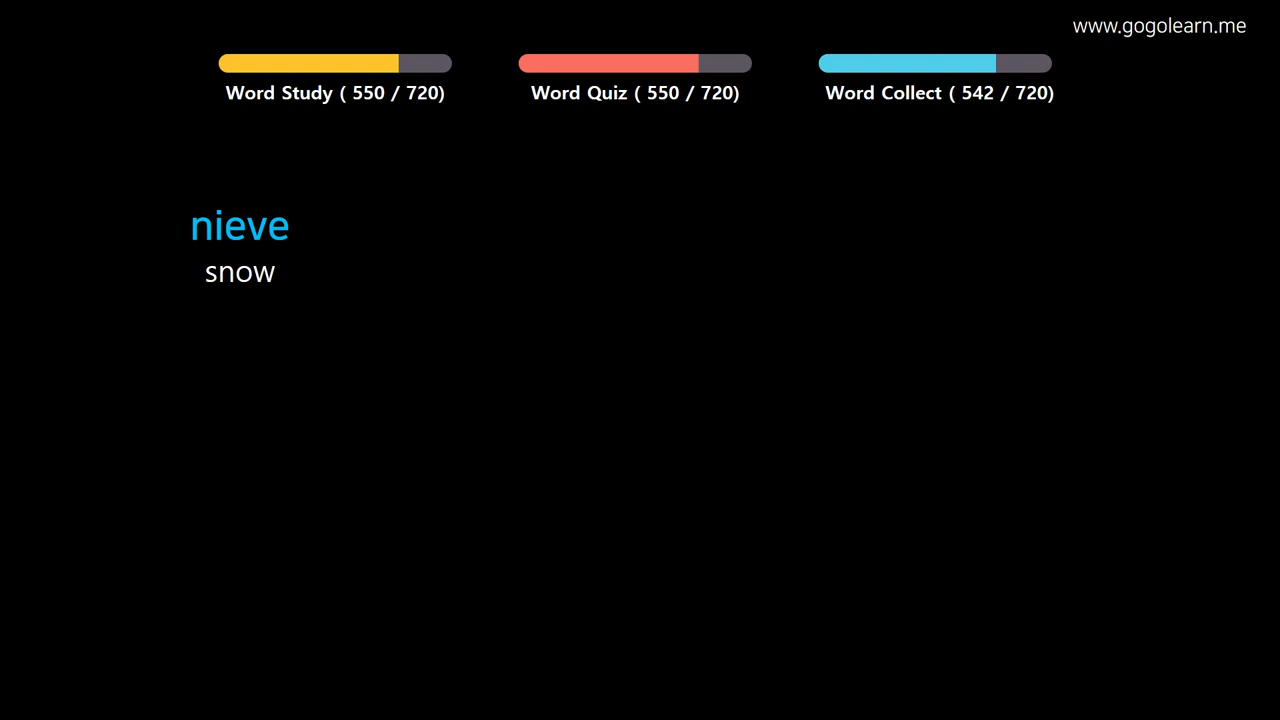 www.gogolearn.me
Word Study ( 550 / 720)
Word Quiz ( 550 / 720)
Word Collect ( 542 / 720)
nieve
snow